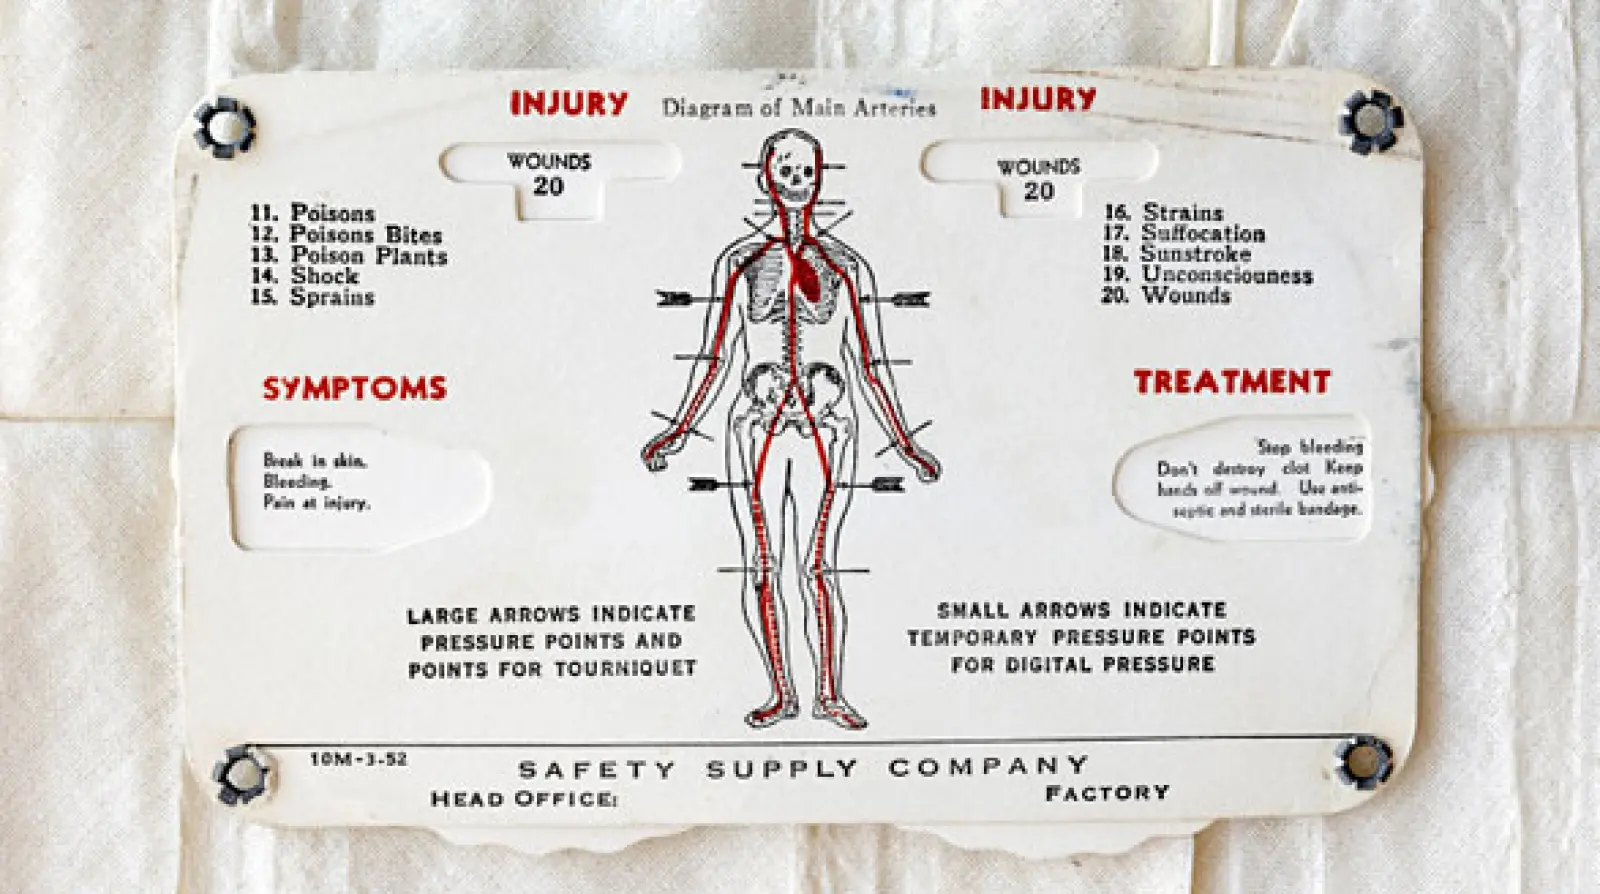 INJURY
Diagram of Main Arteries
INJURY
WOUNDS
20
WOUNDS
20
11. Poisons
12. Poisons Bites
13. Poison Plants
14. Shock
15. Sprains
16. Strains
17. Suffocation
18. Sunstroke
19. Unconsciouness
20. Wounds
SYMPTOMS
Break in skin.
Bleeding.
Pain at injury.
TREATMENT
Stop bleeding
Don't destroy clot Keep
hands off wound. Use anti-
septic and sterile bandage.
LARGE ARROWS INDICATE
PRESSURE POINTS AND
POINTS FOR TOURNIQUET
SMALL ARROWS INDICATE
TEMPORARY PRESSURE POINTS
FOR DIGITAL PRESSURE
10M-3-52
SAFETY SUPPLY COMPANY
HEAD OFFICE:
FACTORY